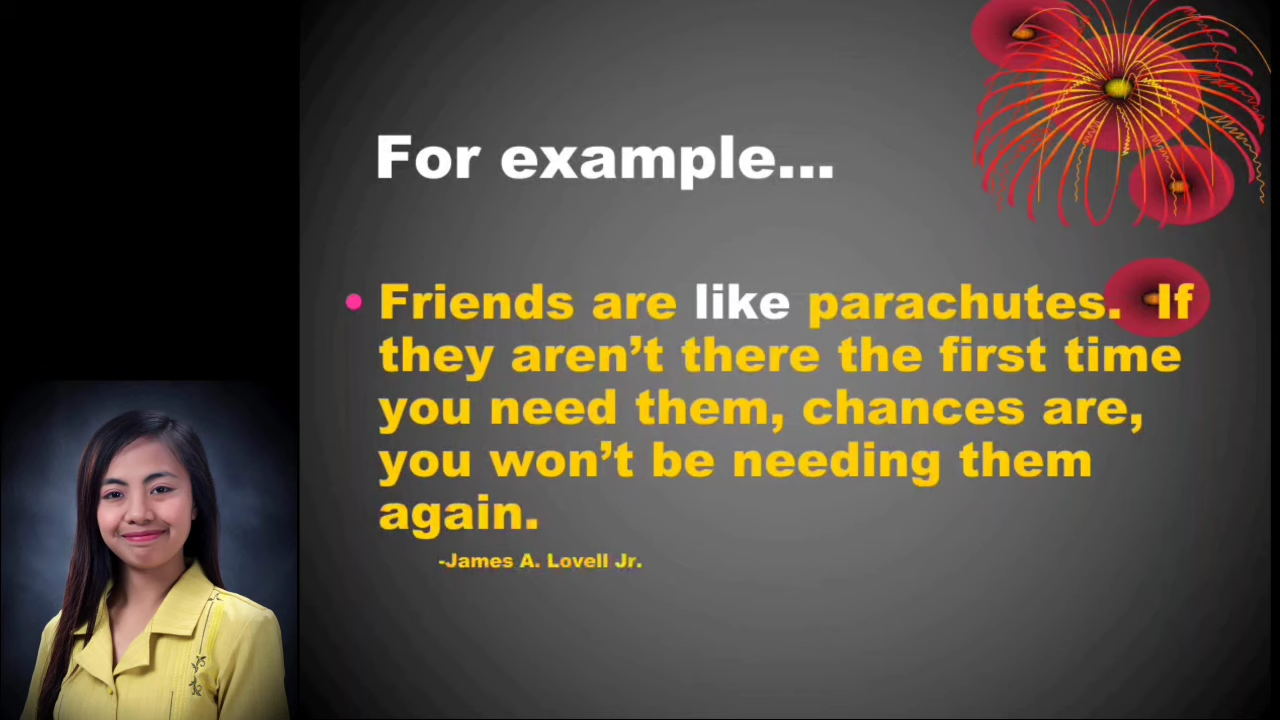 For example...
• Friends are like parachutes. If
they aren’t there the first time
you need them, chances are,
you won’t be needing them
again.
-James A. Lovell Jr.